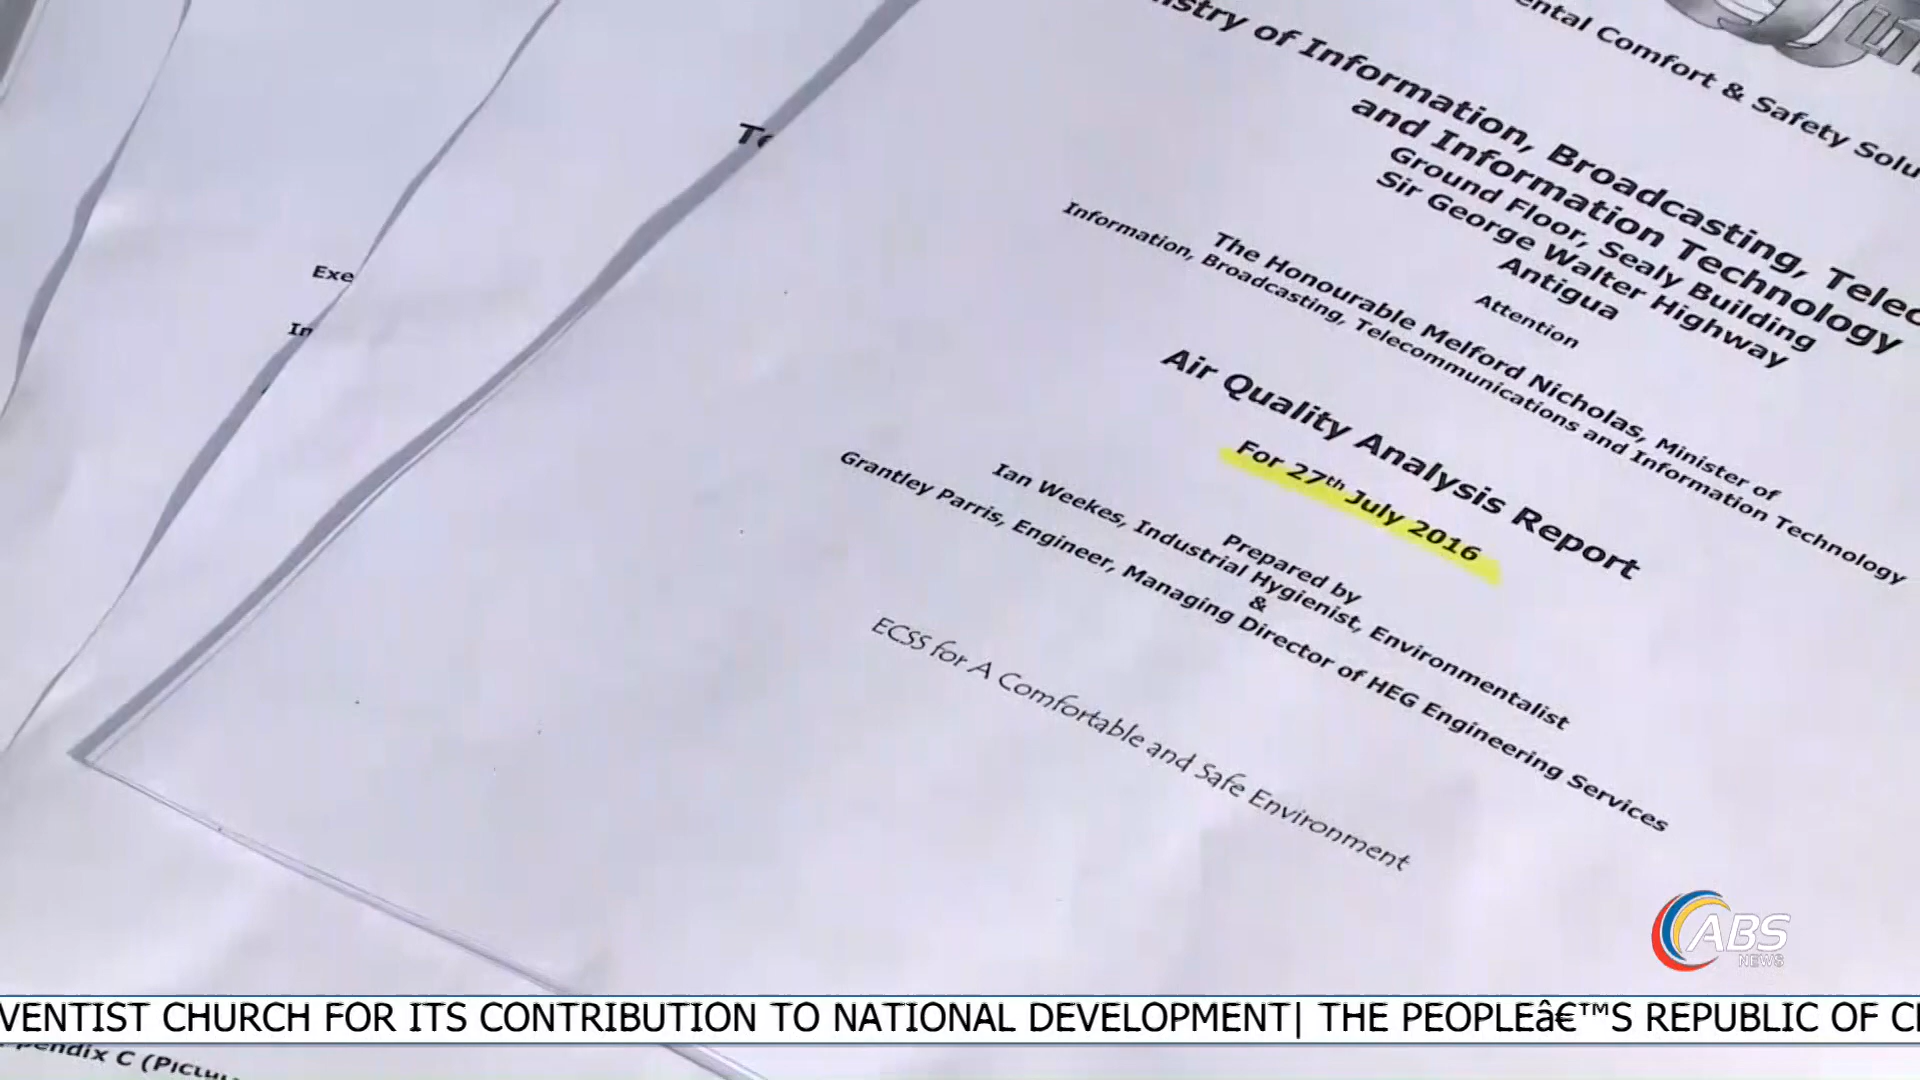 ental Comfort & Safety Solu
istry of Information, Broadcasting, Telec
and Information Technology
Ground Floor, Sealy Building
Sir George Walter Highway
Antigua
Attention
The Honourable Melford Nicholas, Minister of
Information, Broadcasting, Telecommunications and Information Technology
Air Quality Analysis Report
For 27th July 2016
Prepared by
Ian Weekes, Industrial Hygienist, Environmentalist
&
Grantley Parris, Engineer, Managing Director of HEG Engineering Services
ECSS for A Comfortable and Safe Environment
Exe
In
ABS
NEWS
VENTIST CHURCH FOR ITS CONTRIBUTION TO NATIONAL DEVELOPMENT| THE PEOPLEâ€™S REPUBLIC OF C
endix C (Pictu